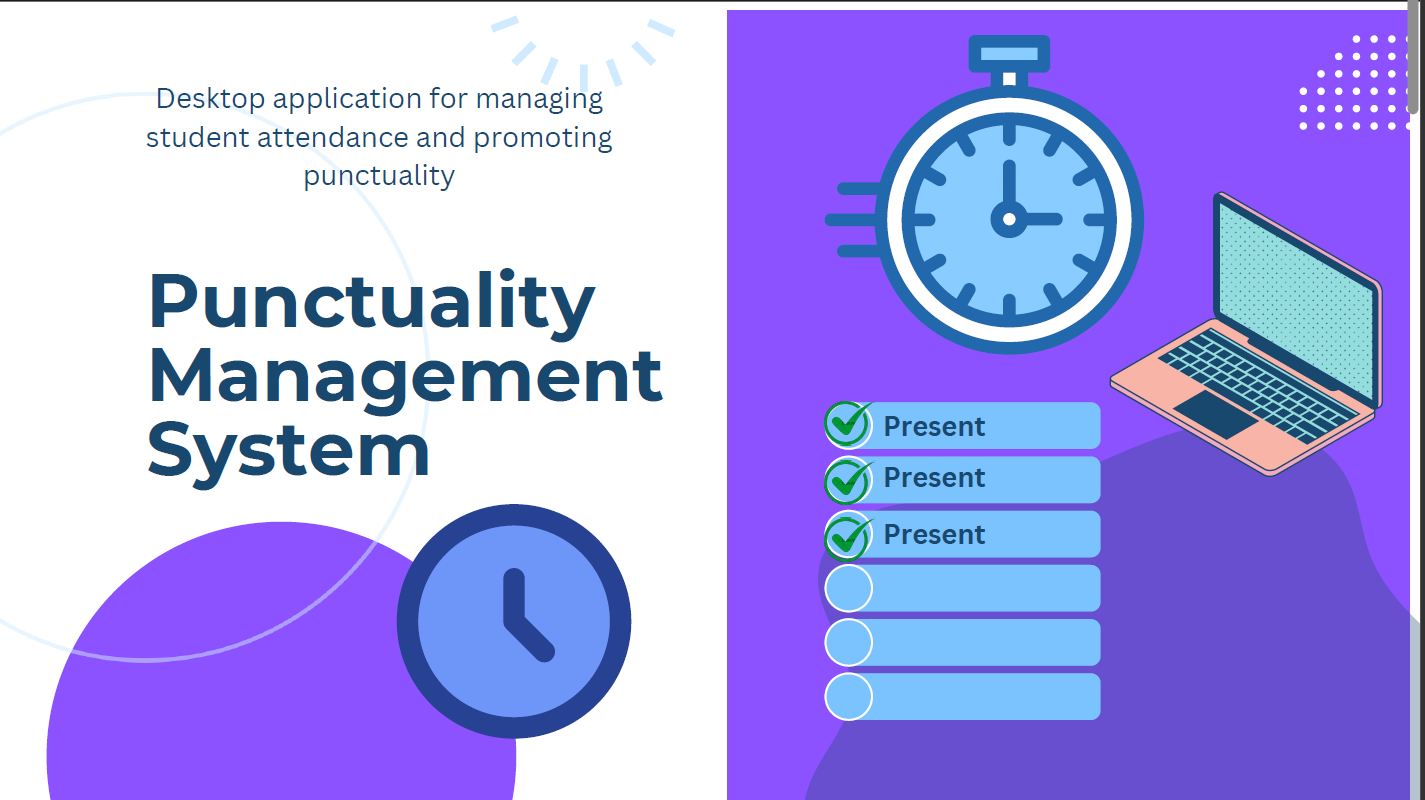 Desktop application for managing
student attendance and promoting
punctuality
Punctuality
Management
System
Present
Present
Present